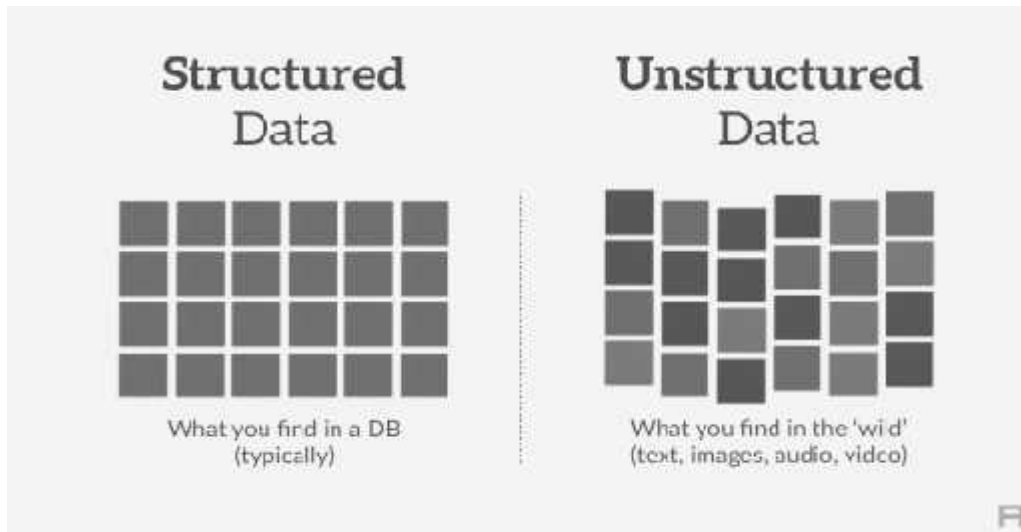 Structured
Data
Unstructured
Data
What you find in a DB
(typically)
What you find in the 'wild'
(text, images, audio, video)